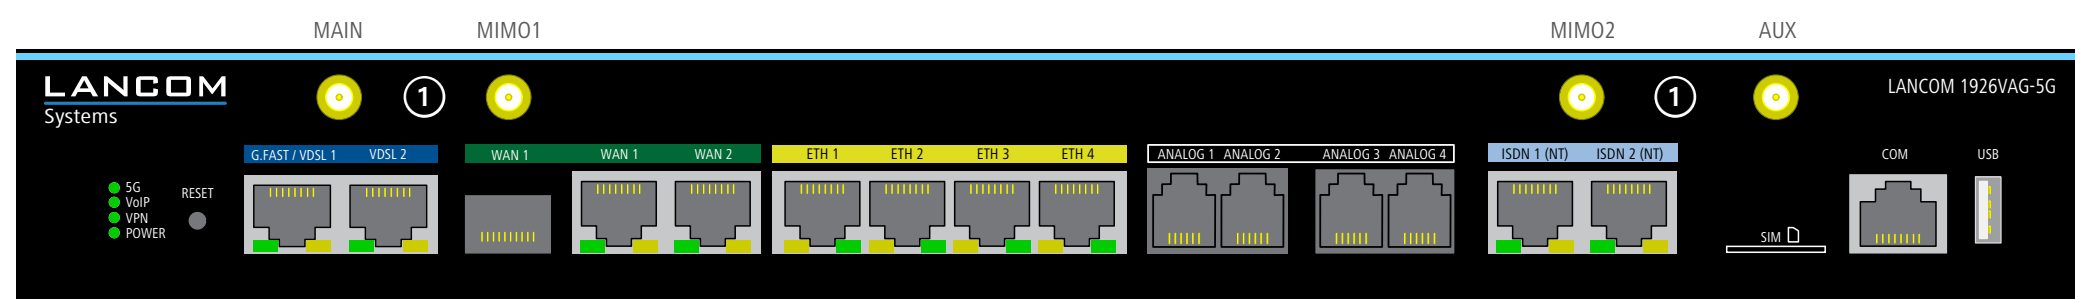 MAIN MIMO1 MIMO2 AUX
LANCOM
Systems
1 1
LANCOM 1926VAG-5G
G.FAST / VDSL 1 VDSL 2 WAN 1 WAN 1 WAN 2 ETH 1 ETH 2 ETH 3 ETH 4 ANALOG 1 ANALOG 2 ANALOG 3 ANALOG 4 ISDN 1 (NT) ISDN 2 (NT) COM USB
5G
VoIP
VPN
POWER
RESET
SIM